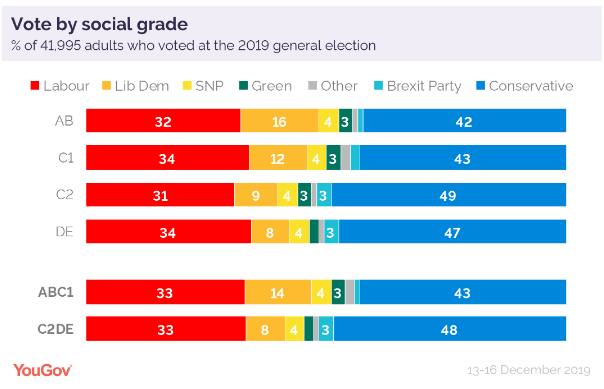 Vote by social grade
% of 41,995 adults who voted at the 2019 general election
Labour Lib Dem SNP Green Other Brexit Party Conservative
AB 32 16 4 3 42
C1 34 12 4 3 43
C2 31 9 4 3 3 49
DE 34 8 4 3 47
ABC1 33 14 4 3 43
C2DE 33 8 4 3 48
YouGov 13-16 December 2019